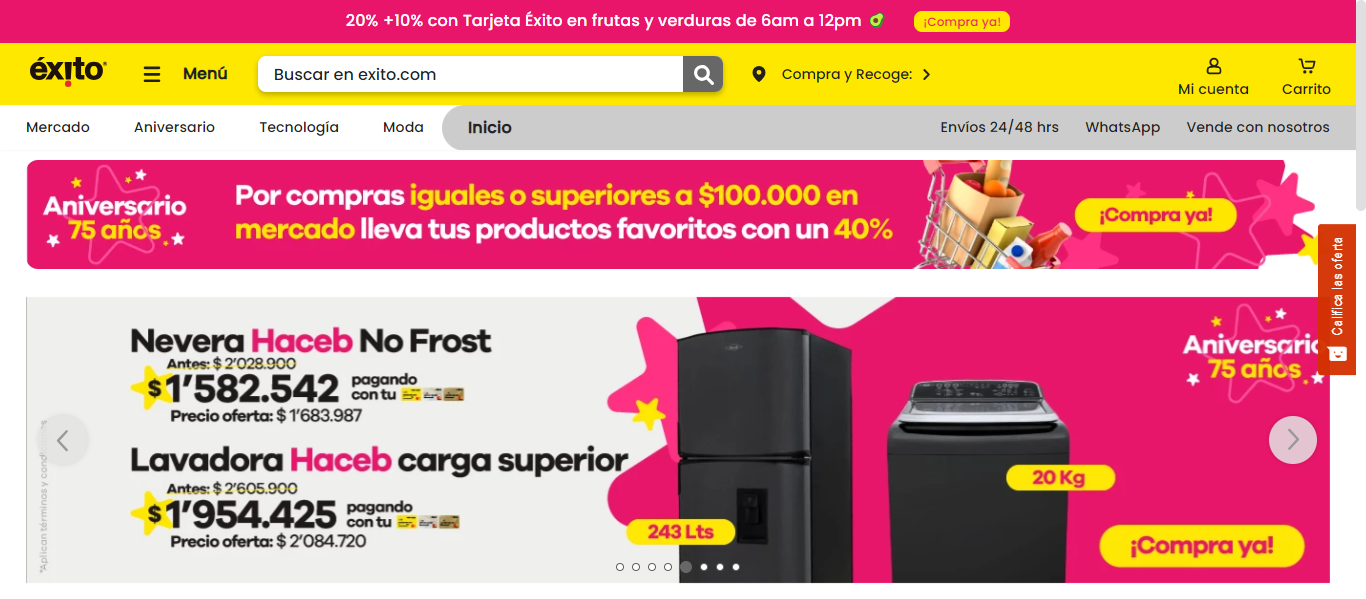 20% +10% con Tarjeta Éxito en frutas y verduras de 6am a 12pm
¡Compra ya!
éxito
Menú
Buscar en exito.com
Compra y Recoge:
Mi cuenta
Carrito
Mercado
Aniversario
Tecnología
Moda
Inicio
Envíos 24/48 hrs
WhatsApp
Vende con nosotros
Aniversario
75 años
Por compras iguales o superiores a $100.000 en
mercado lleva tus productos favoritos con un 40%
¡Compra ya!
Califica las oferta
Nevera Haceb No Frost
Antes: $ 2'028.900
$1'582.542 pagando
con tu
Precio oferta: $ 1'683.987
Lavadora Haceb carga superior
Antes: $ 2'605.900
$1'954.425 pagando
con tu
Precio oferta: $ 2'084.720
*Aplican términos y
243 Lts
20 Kg
Aniversario
75 años
¡Compra ya!